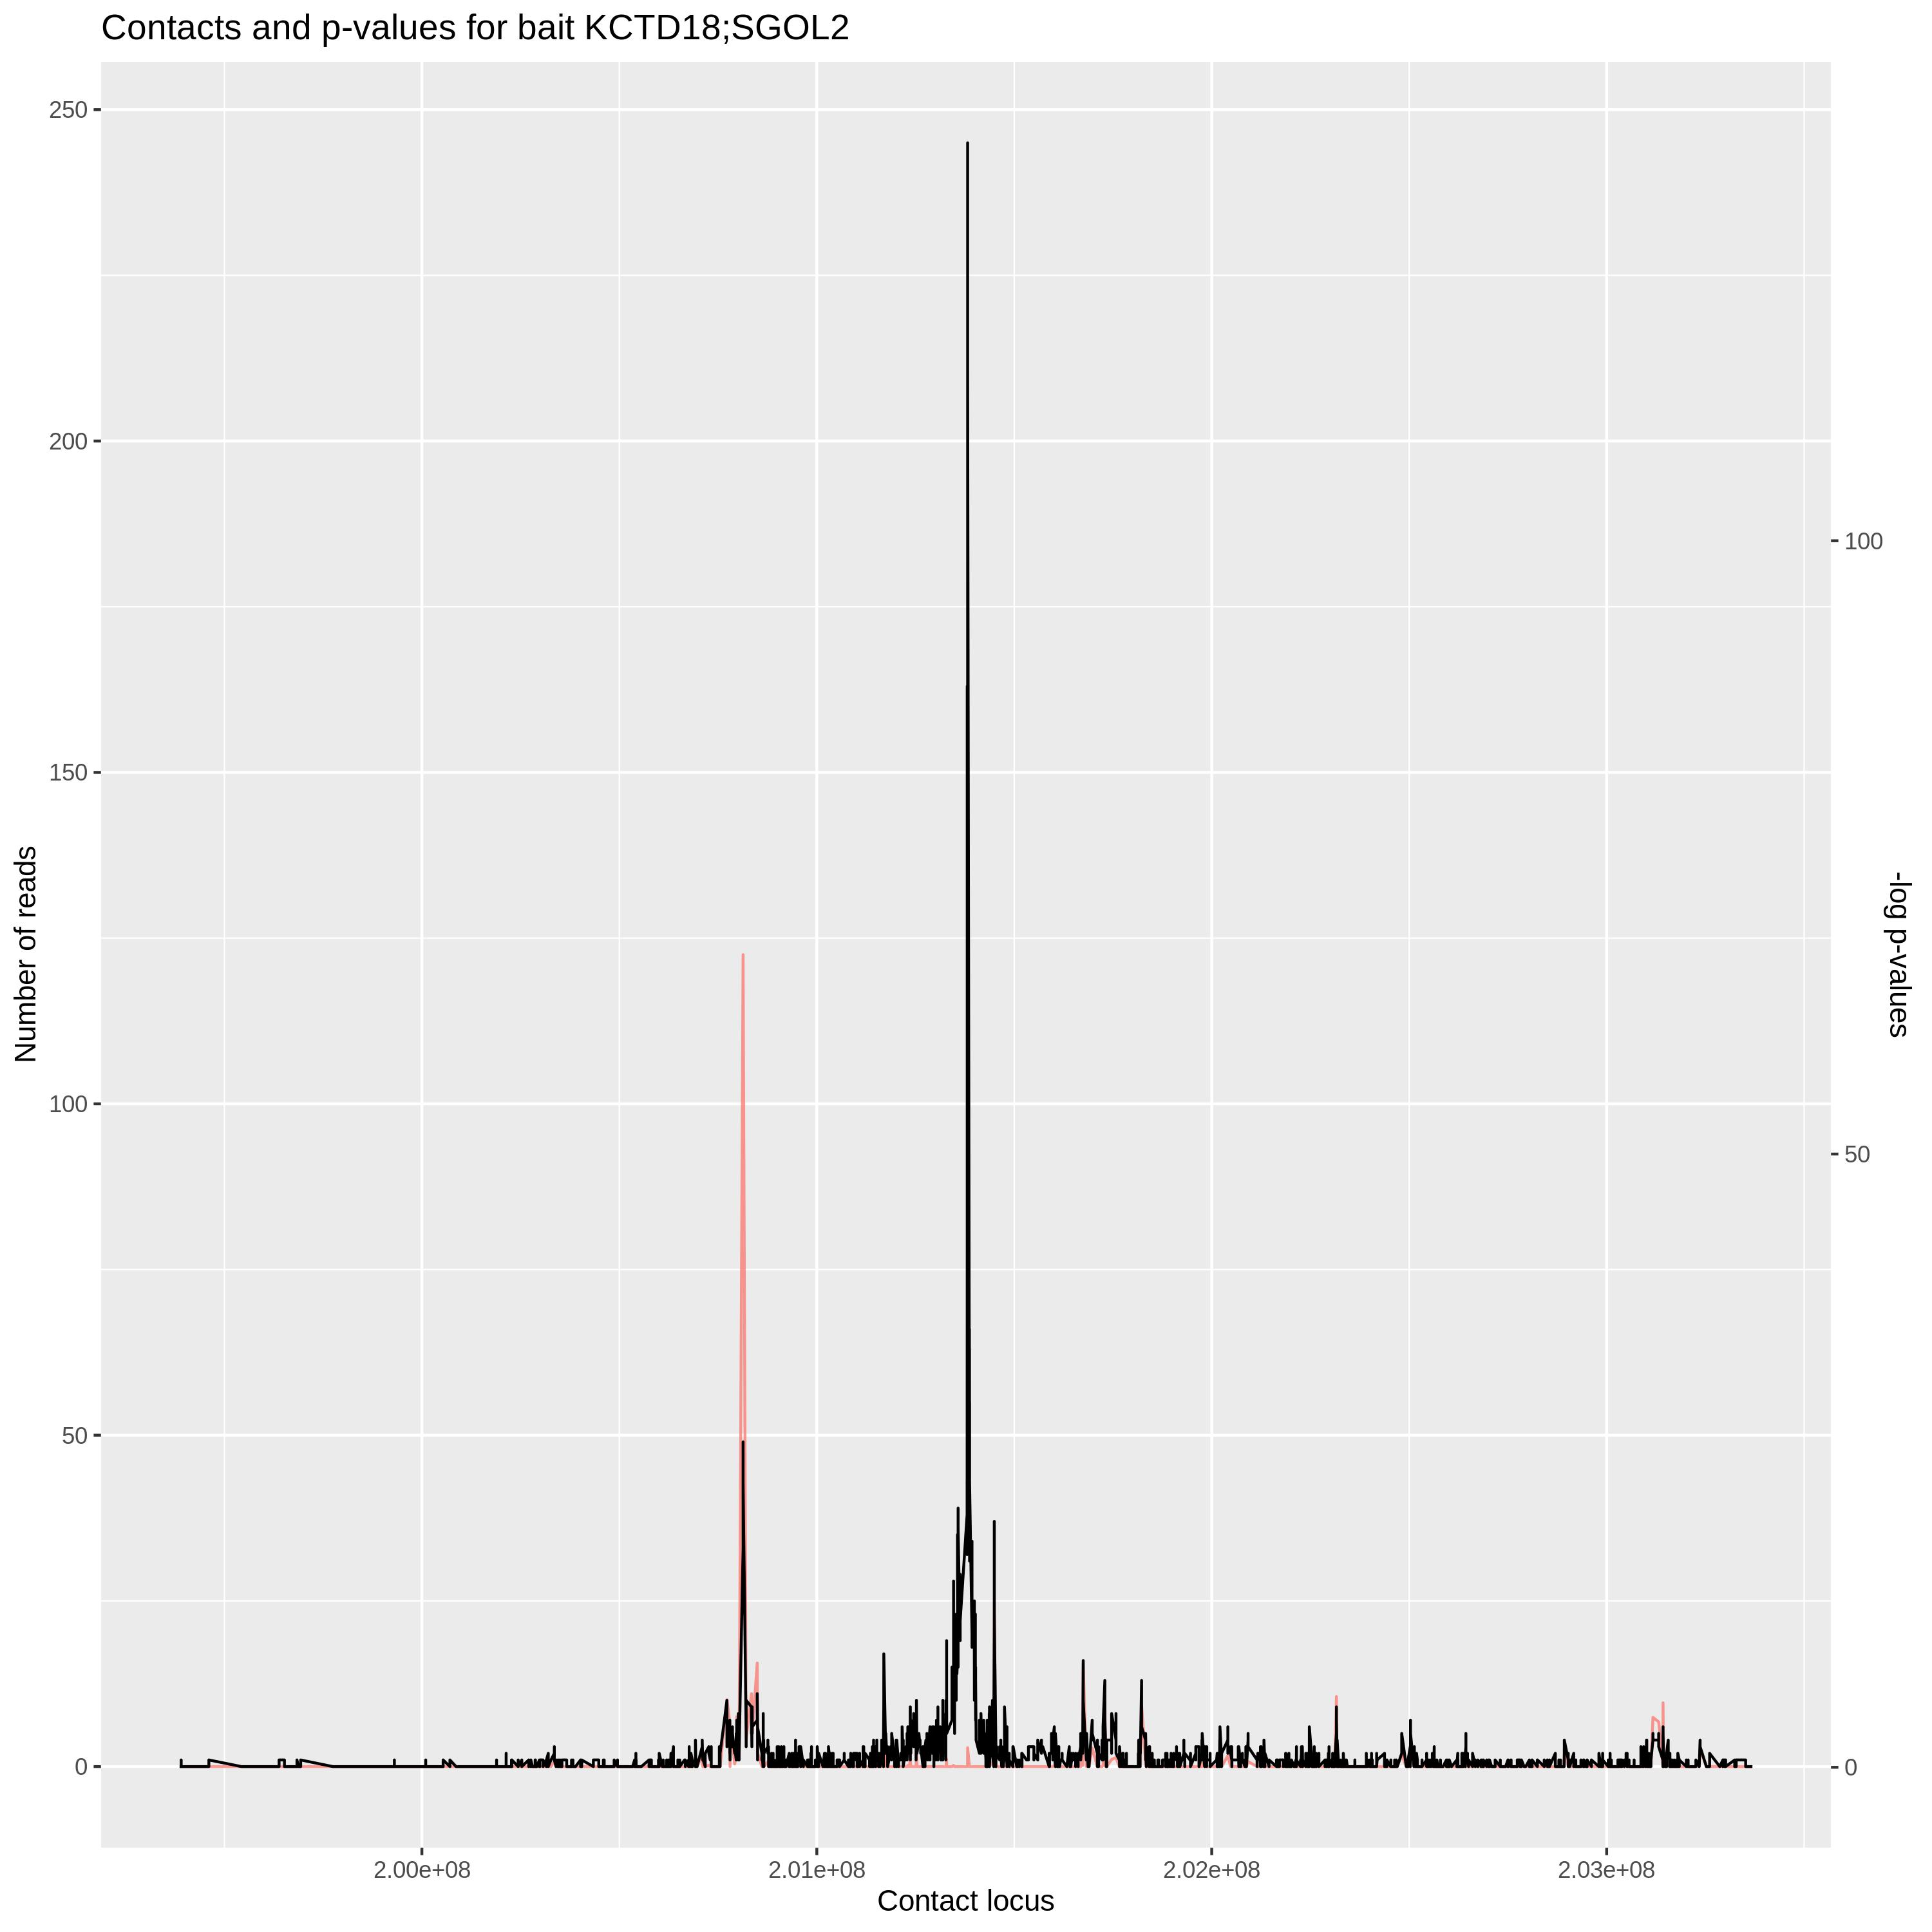 Contacts and p-values for bait KCTD18;SGOL2
250
200
150
100
50
0
Number of reads
100
50
0
-log p-values
2.00e+08 2.01e+08 2.02e+08 2.03e+08
Contact locus